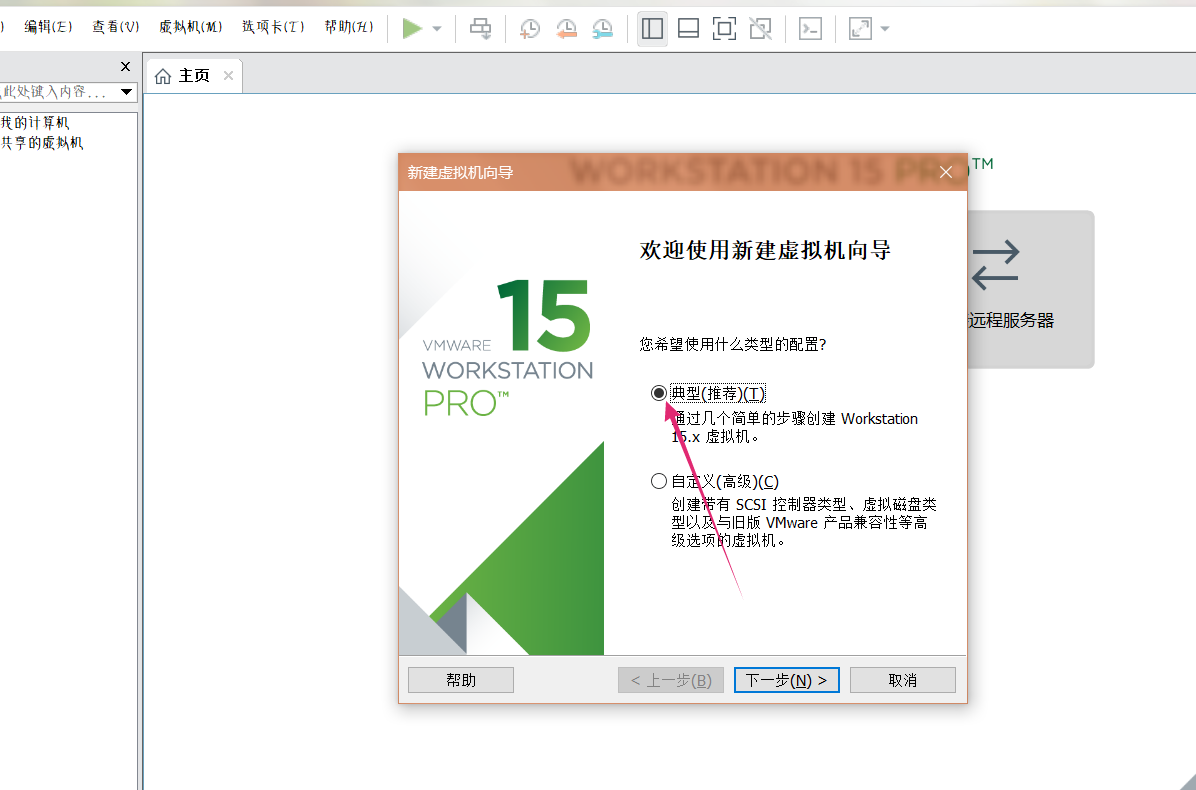 ) 编辑(E) 查看(V) 虚拟机(M) 选项卡(T) 帮助(H)
主页
此处键入内容...
我的计算机
共享的虚拟机
WORKSTATION 15 PRO™
新建虚拟机向导
欢迎使用新建虚拟机向导
15
VMWARE
WORKSTATION
PRO™
您希望使用什么类型的配置?
典型(推荐)(T)
通过几个简单的步骤创建 Workstation
15.x 虚拟机。
自定义(高级)(C)
创建带有 SCSI 控制器类型、虚拟磁盘类
型以及与旧版 VMware 产品兼容性等高
级选项的虚拟机。
远程服务器
帮助
< 上一步(B)
下一步(N) >
取消